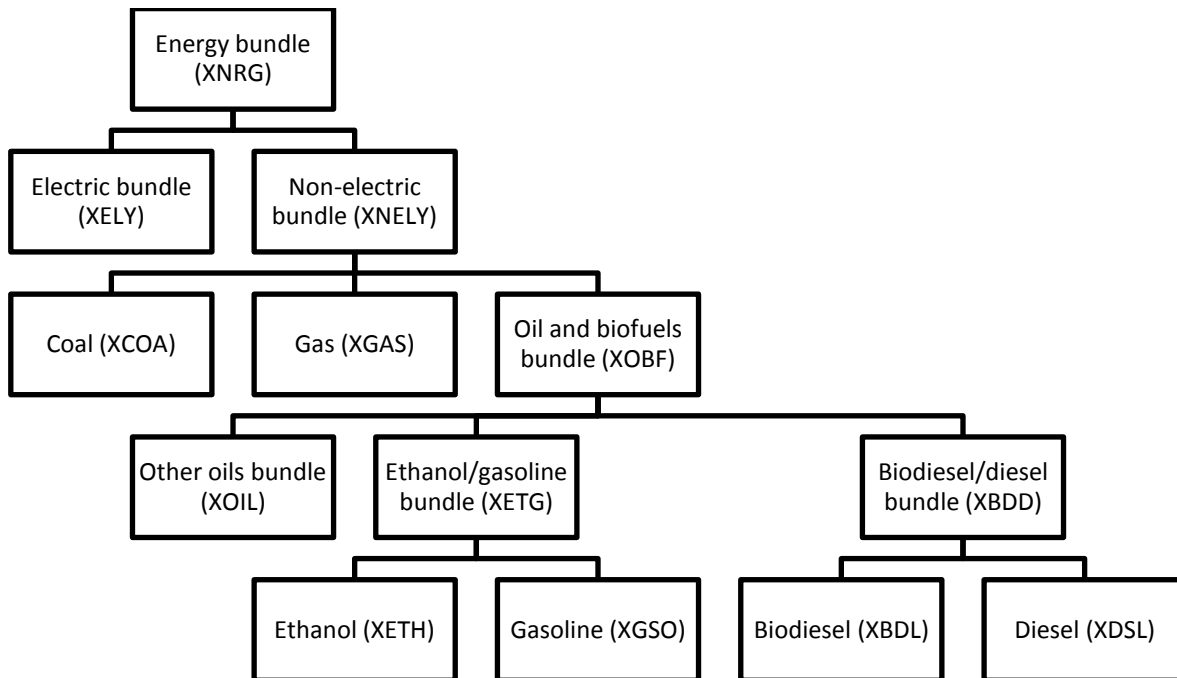 Energy bundle
(XNRG)
Electric bundle
(XELY)
Non-electric
bundle (XNELY)
Coal (XCOA)
Gas (XGAS)
Oil and biofuels
bundle (XOBF)
Other oils bundle
(XOIL)
Ethanol/gasoline
bundle (XETG)
Biodiesel/diesel
bundle (XBDD)
Ethanol (XETH)
Gasoline (XGSO)
Biodiesel (XBDL)
Diesel (XDSL)